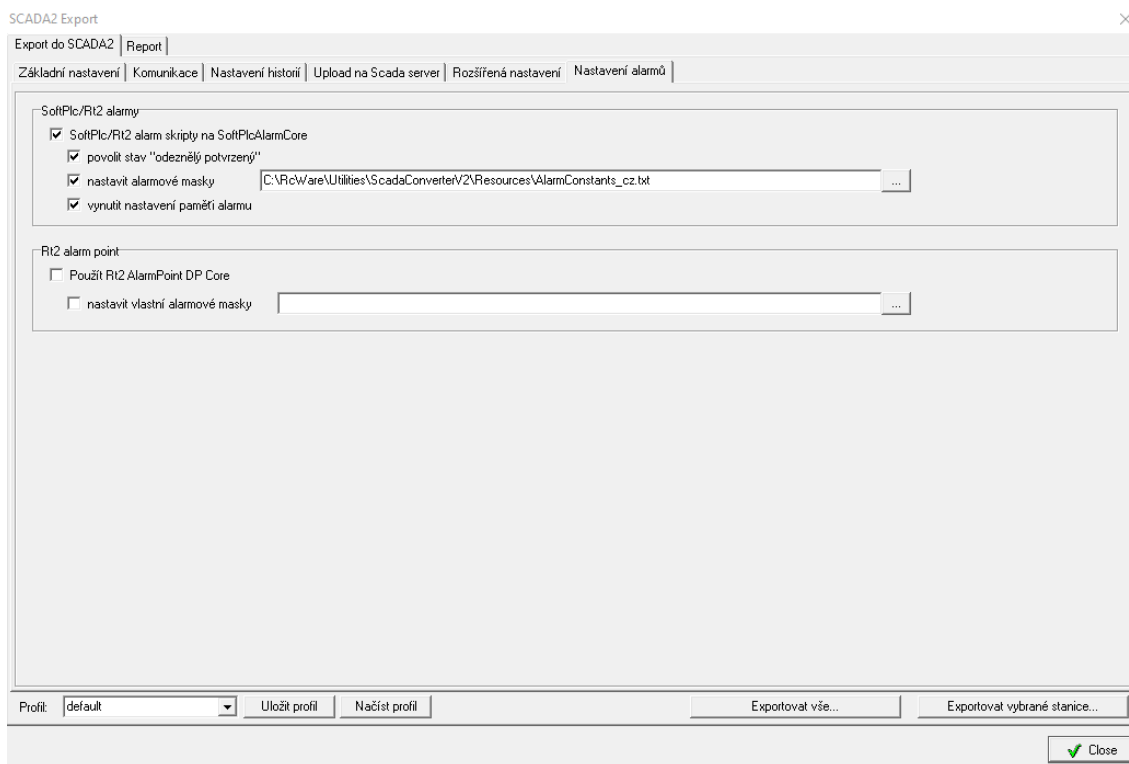 SCADA2 Export
Export do SCADA2 Report
Základní nastavení Komunikace Nastavení historií Upload na Scada server Rozšířená nastavení Nastavení alarmů
SoftPlc/Rt2 alarmy
SoftPlc/Rt2 alarm skripty na SoftPlcAlarmCore
povolit stav "odeznělý potvrzený"
nastavit alarmové masky C:\RcWare\Utilities\ScadaConverterV2\Resources\AlarmConstants_cz.txt ...
vynutit nastavení paměťi alarmu
Rt2 alarm point
Použít Rt2 AlarmPoint DP Core
nastavit vlastní alarmové masky ...
Profil: default Uložit profil Načíst profil Exportovat vše... Exportovat vybrané stanice...
Close